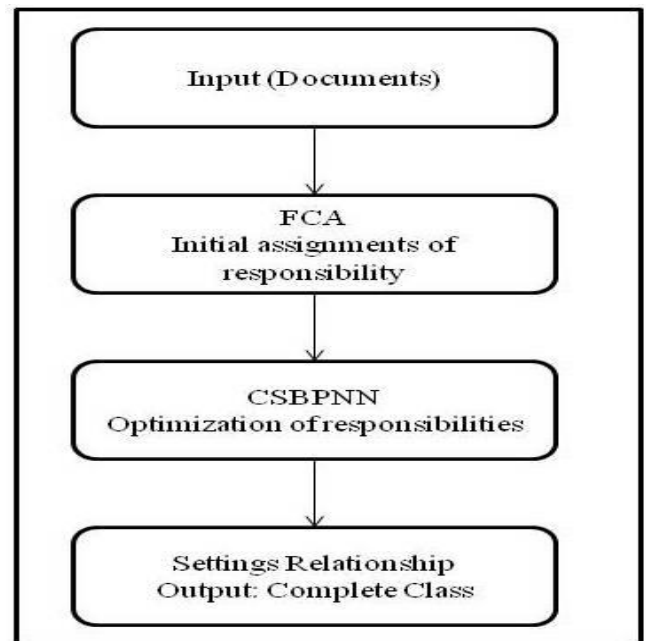 Input (Documents)
FCA
Initial assignments of
responsibility
CSBPNN
Optimization of responsibilities
Settings Relationship
Output: Complete Class